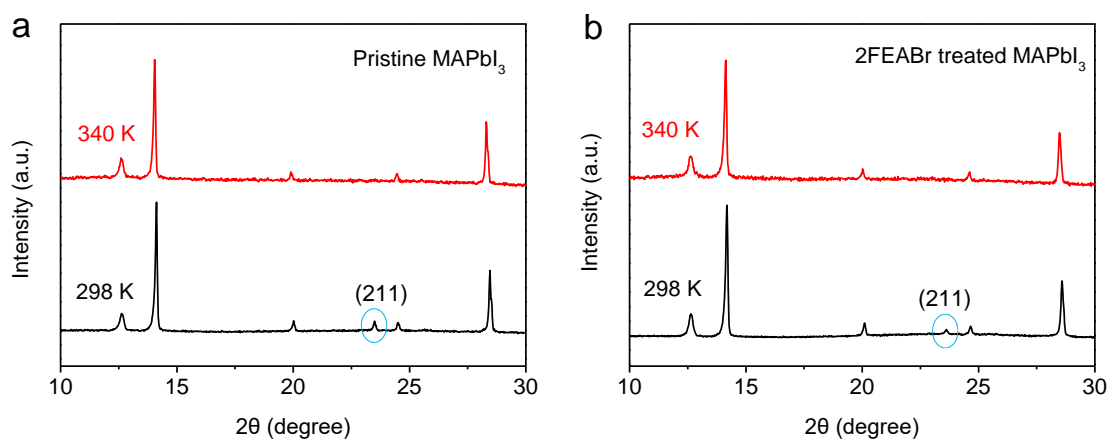 a
Pristine MAPbI₃
340 K
298 K
(211)
Intensity (a.u.)
10 15 20 25 30
2θ (degree)
b
2FEABr treated MAPbI₃
340 K
298 K
(211)
Intensity (a.u.)
10 15 20 25 30
2θ (degree)